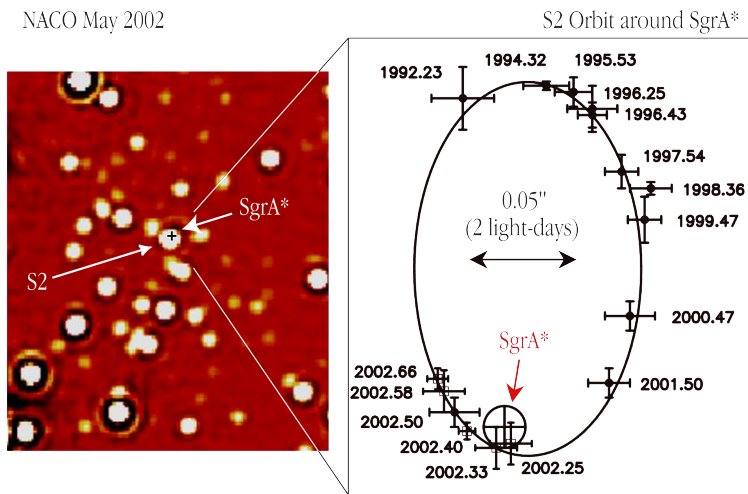 NACO May 2002
S2 Orbit around SgrA*
SgrA*
S2
1992.23
1994.32
1995.53
1996.25
1996.43
1997.54
1998.36
1999.47
0.05"
(2 light-days)
2000.47
SgrA*
2001.50
2002.66
2002.58
2002.50
2002.40
2002.33
2002.25